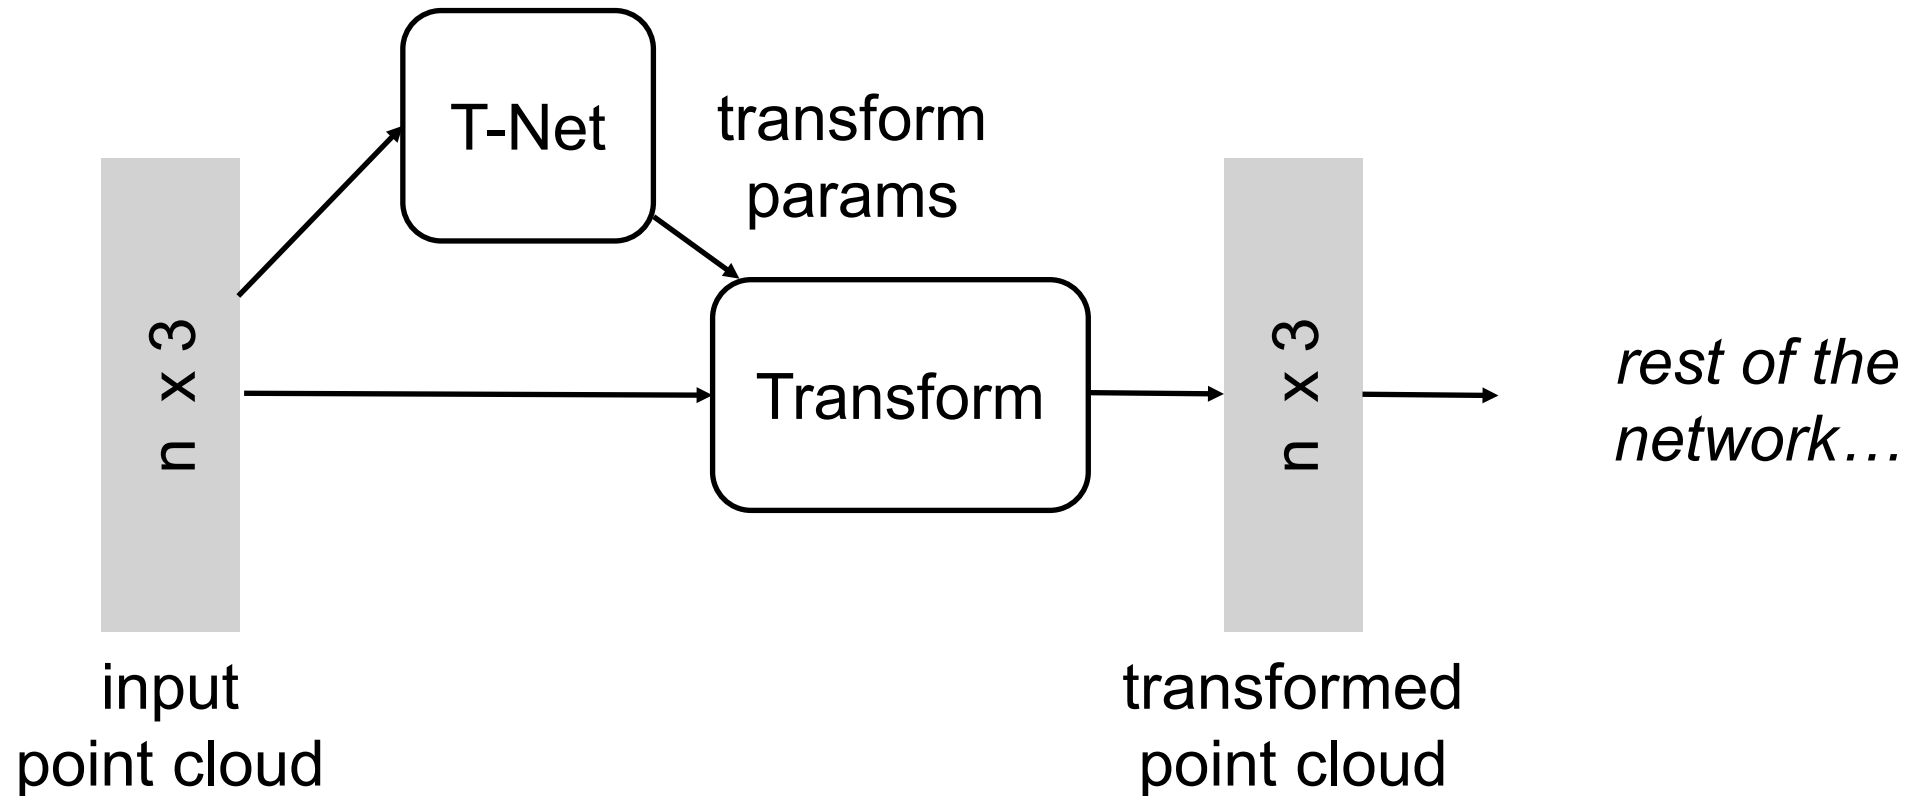 T-Net
transform
params
n x 3
Transform
n x 3
rest of the
network…
input
point cloud
transformed
point cloud